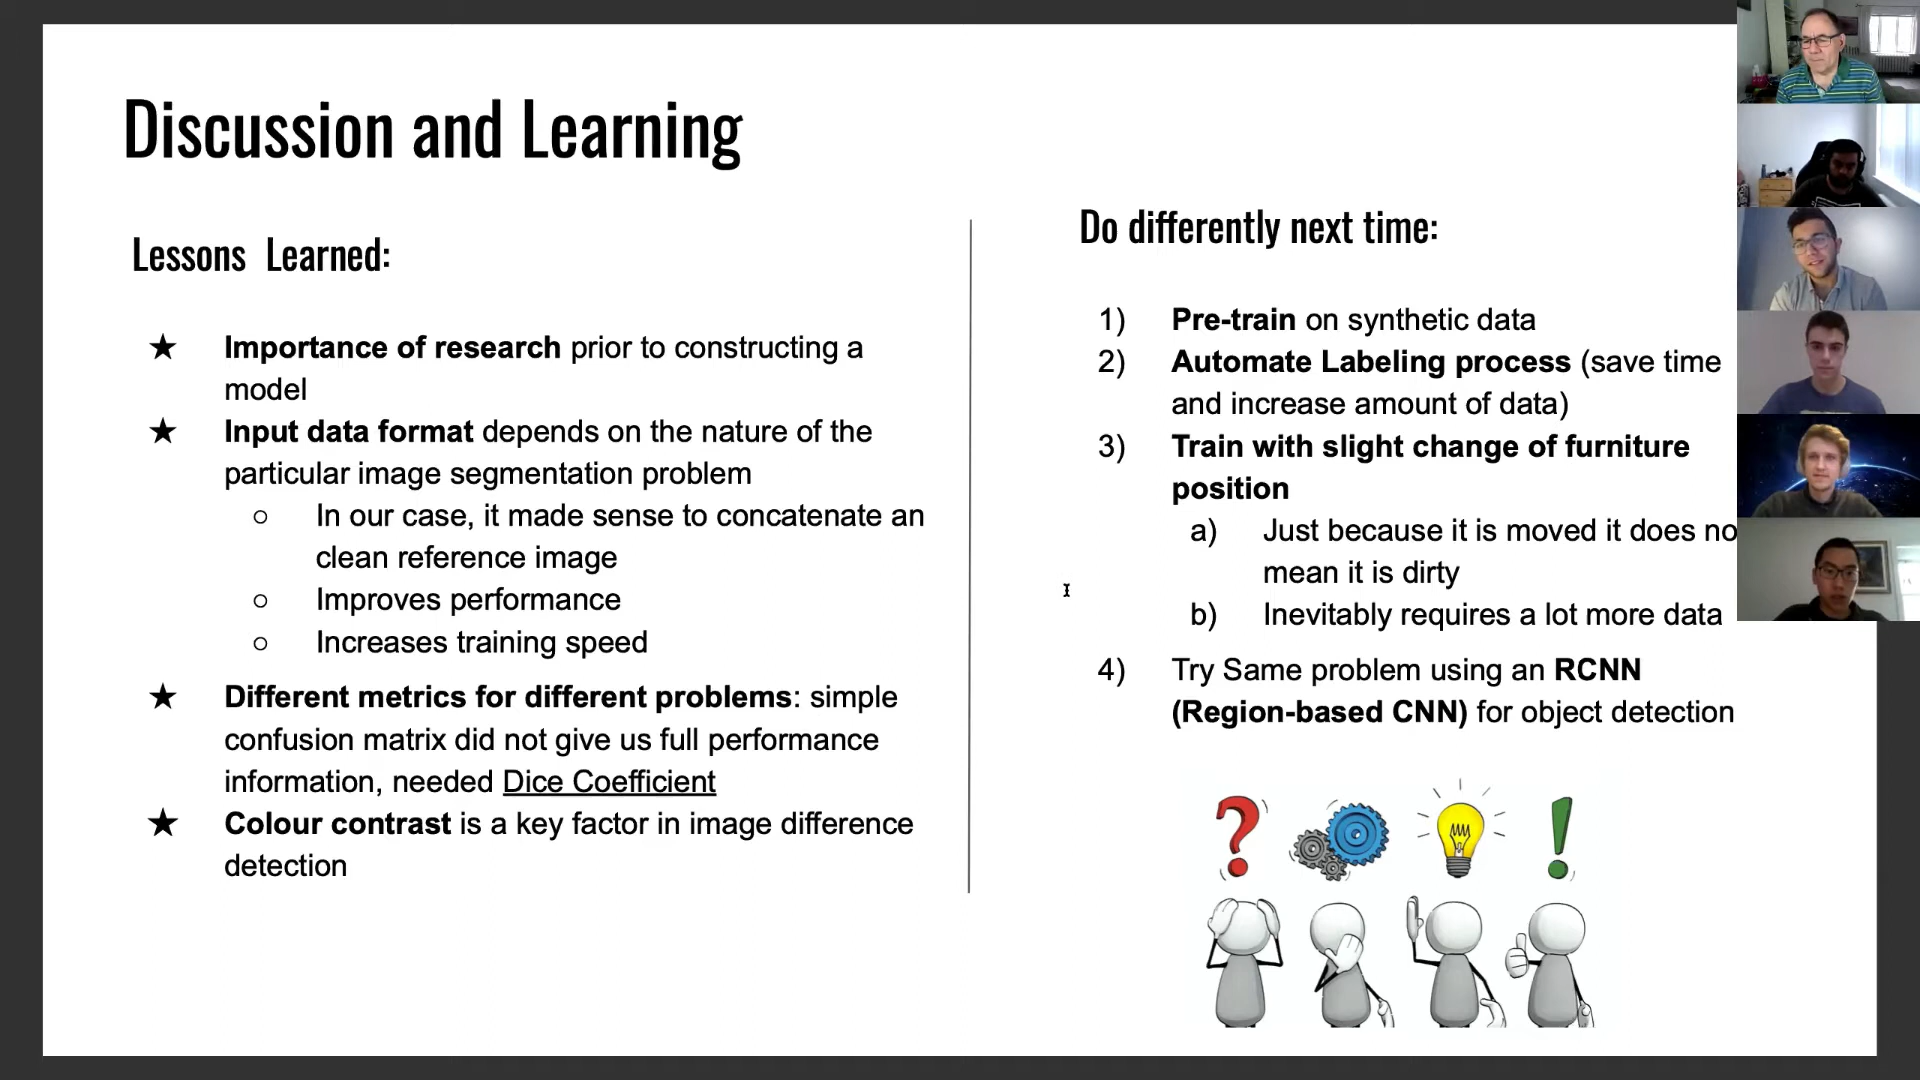 Discussion and Learning
Lessons Learned:
★ Importance of research prior to constructing a
model
★ Input data format depends on the nature of the
particular image segmentation problem
○ In our case, it made sense to concatenate an
clean reference image
○ Improves performance
○ Increases training speed
★ Different metrics for different problems: simple
confusion matrix did not give us full performance
information, needed Dice Coefficient
★ Colour contrast is a key factor in image difference
detection
Do differently next time:
1) Pre-train on synthetic data
2) Automate Labeling process (save time
and increase amount of data)
3) Train with slight change of furniture
position
a) Just because it is moved it does no
mean it is dirty
b) Inevitably requires a lot more data
4) Try Same problem using an RCNN
(Region-based CNN) for object detection